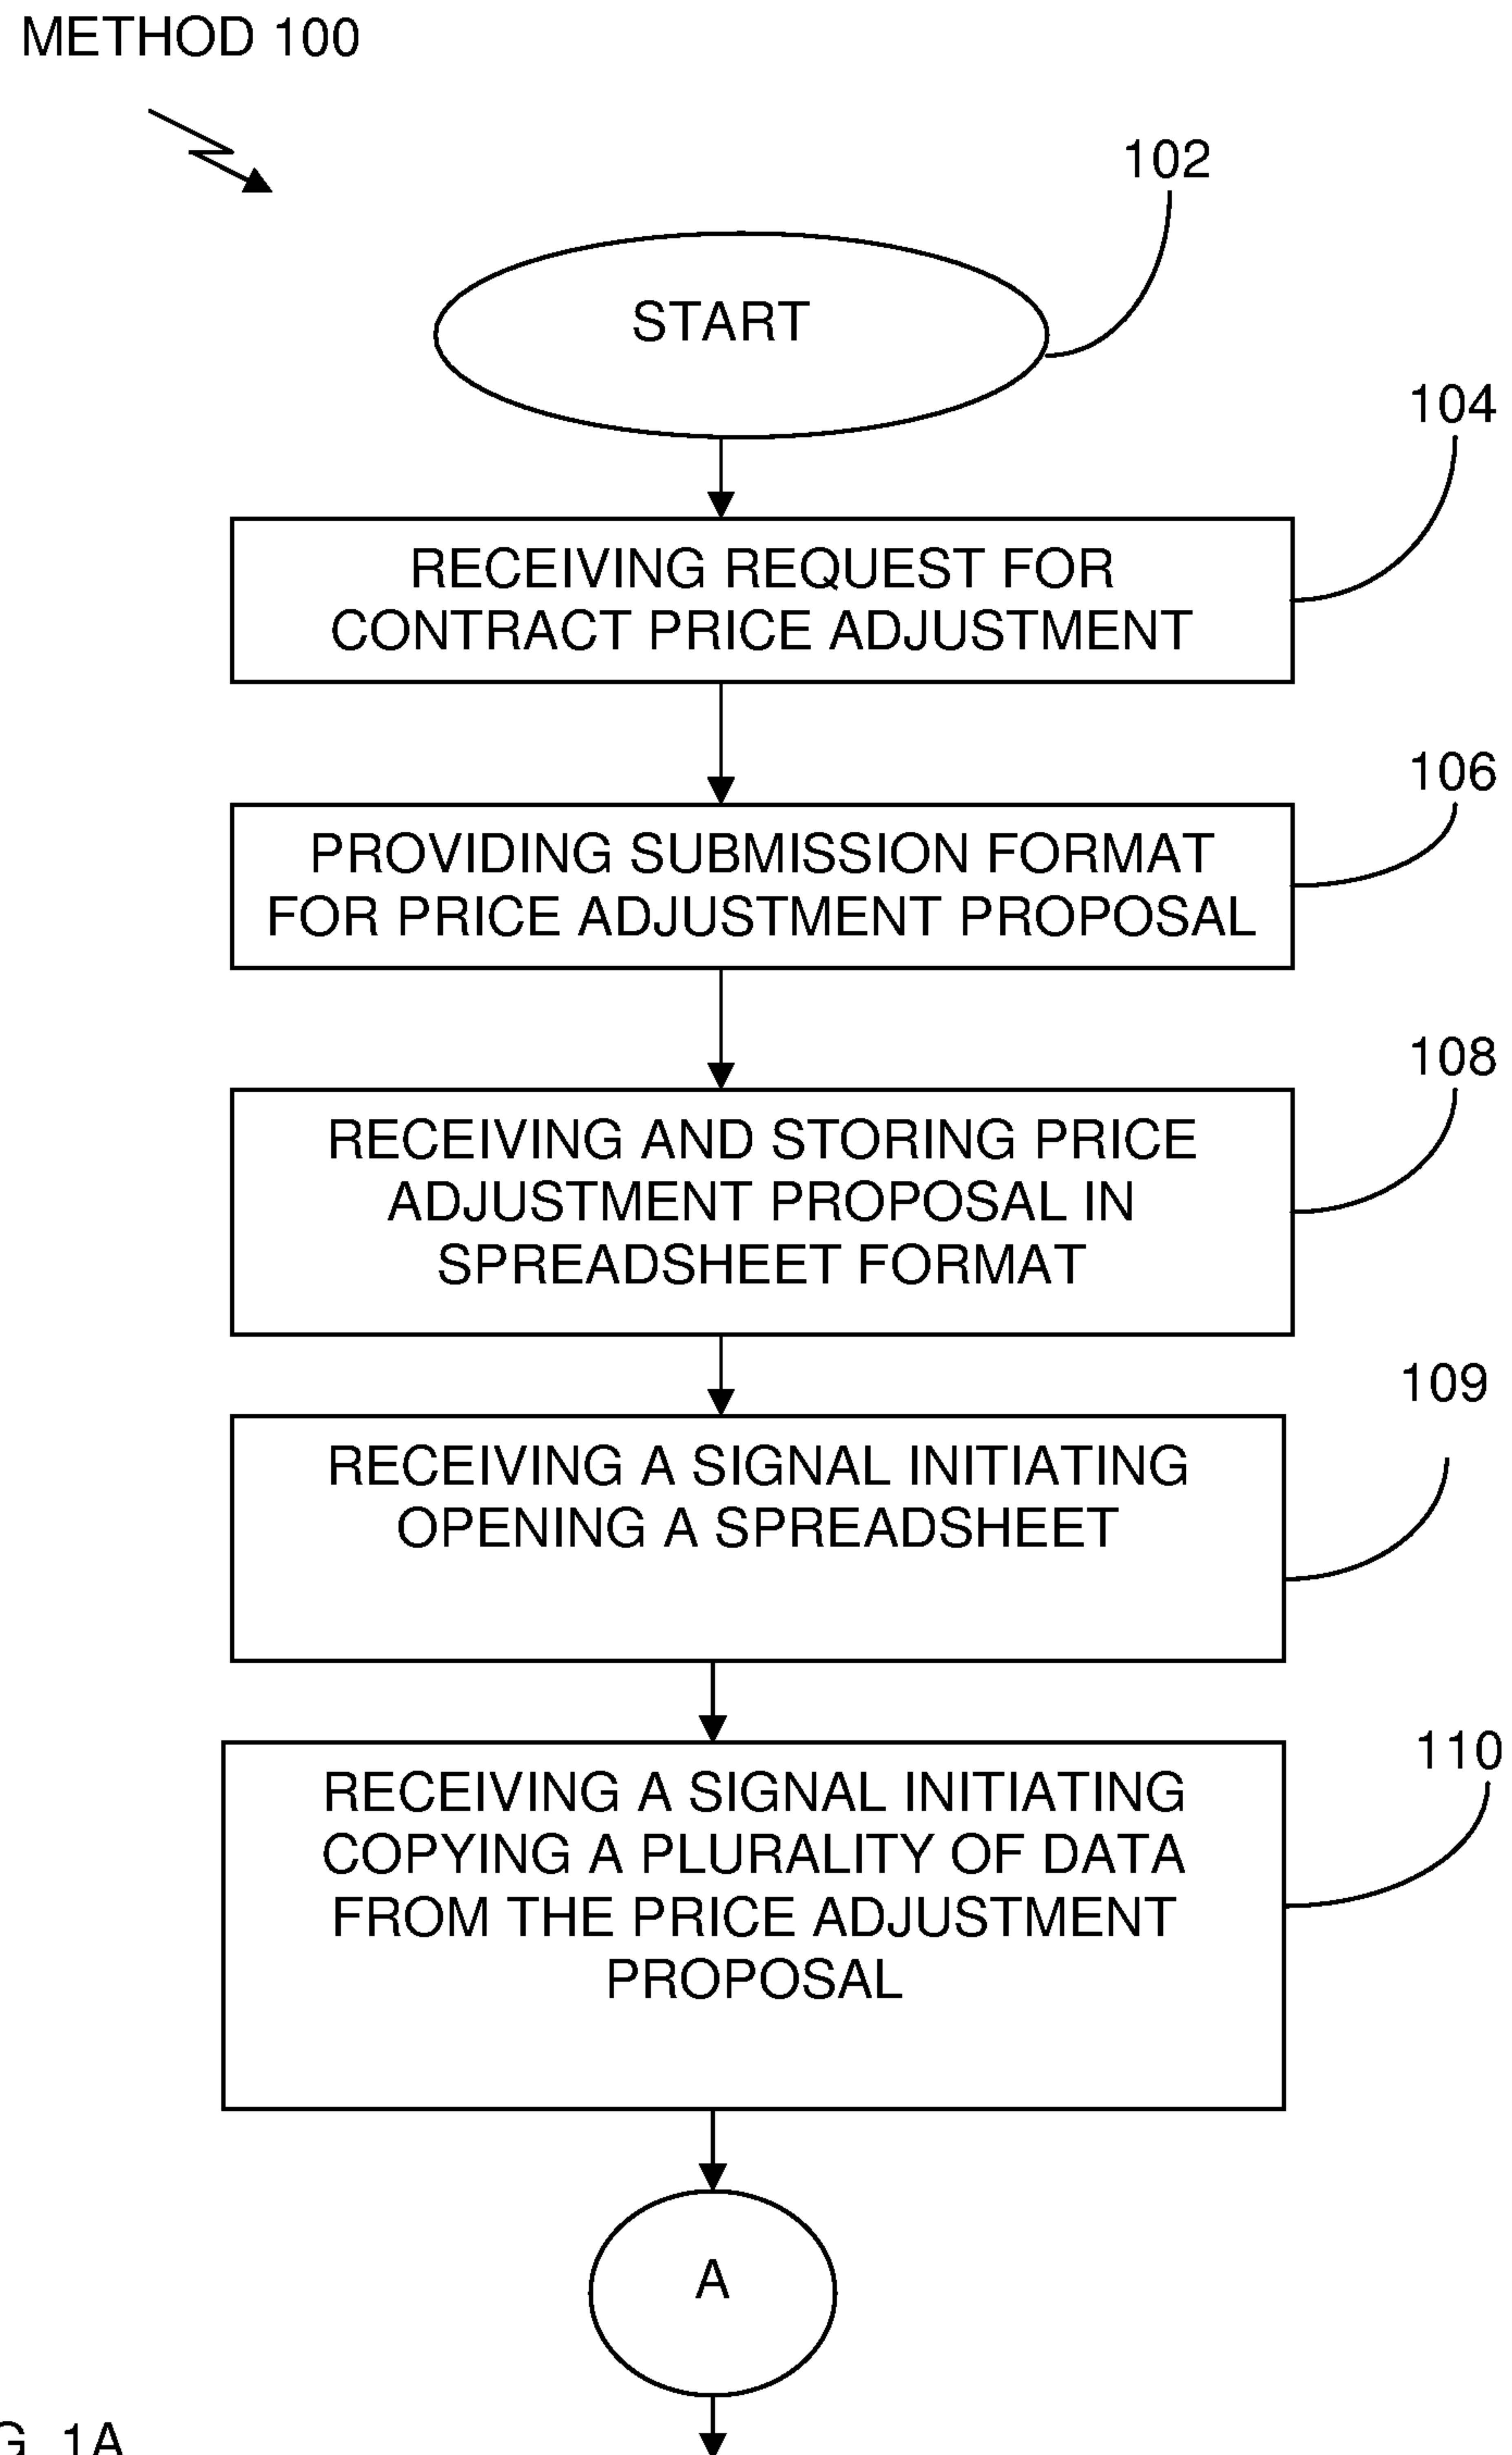 METHOD 100
102
START
104
RECEIVING REQUEST FOR
CONTRACT PRICE ADJUSTMENT
106
PROVIDING SUBMISSION FORMAT
FOR PRICE ADJUSTMENT PROPOSAL
108
RECEIVING AND STORING PRICE
ADJUSTMENT PROPOSAL IN
SPREADSHEET FORMAT
109
RECEIVING A SIGNAL INITIATING
OPENING A SPREADSHEET
110
RECEIVING A SIGNAL INITIATING
COPYING A PLURALITY OF DATA
FROM THE PRICE ADJUSTMENT
PROPOSAL
A
1A